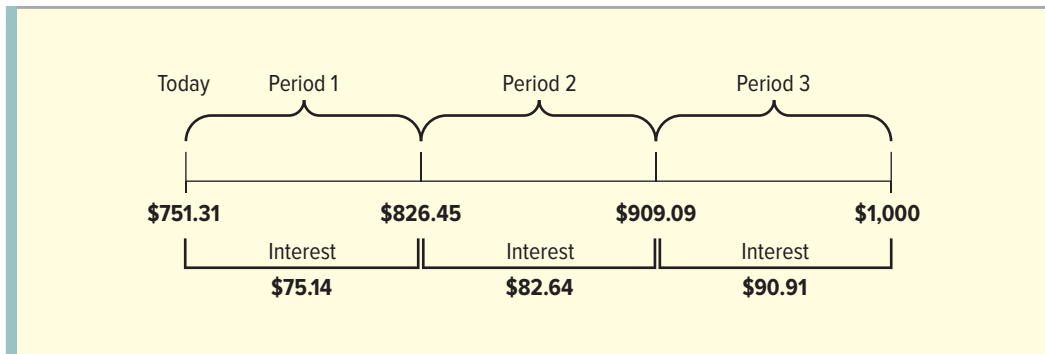 Today Period 1 Period 2 Period 3
$751.31 $826.45 $909.09 $1,000
Interest Interest Interest
$75.14 $82.64 $90.91